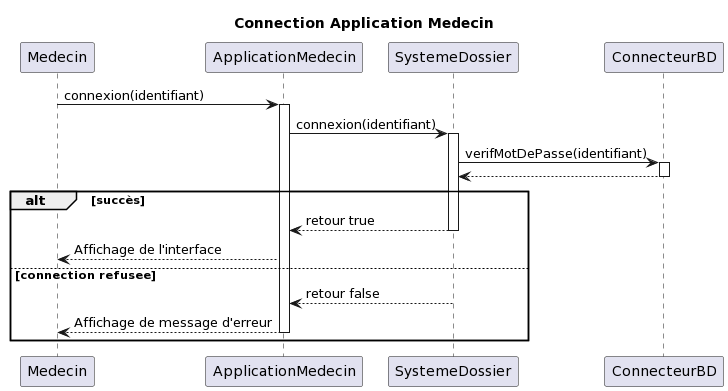 Connection Application Medecin
Medecin ApplicationMedecin SystemeDossier ConnecteurBD
connexion(identifiant)
connexion(identifiant)
verifMotDePasse(identifiant)
alt [succès]
retour true
Affichage de l'interface
[connection refusee]
retour false
Affichage de message d'erreur
Medecin ApplicationMedecin SystemeDossier ConnecteurBD